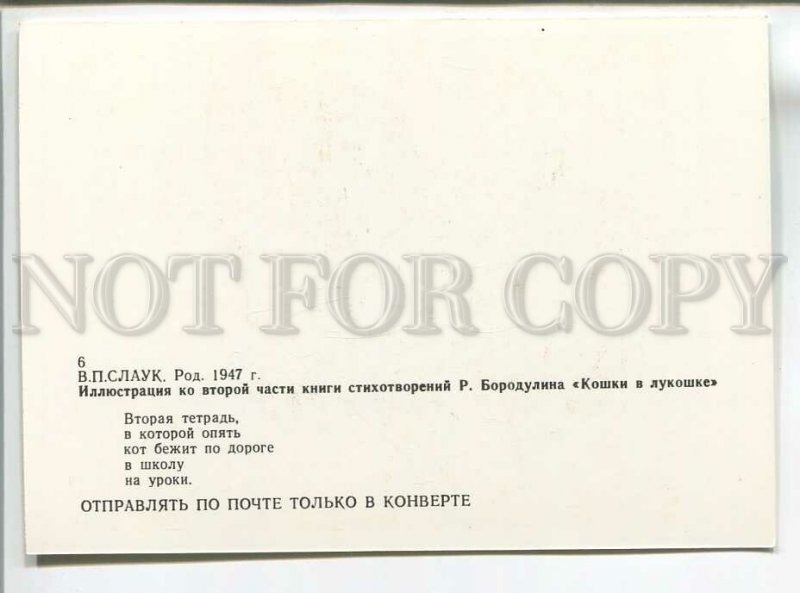 NOT FOR COPY
6
В.П.СЛАУК. Род. 1947 г.
Иллюстрация ко второй части книги стихотворений Р. Бородулина «Кошки в лукошке»
Вторая тетрадь,
в которой опять
кот бежит по дороге
в школу
на уроки.
ОТПРАВЛЯТЬ ПО ПОЧТЕ ТОЛЬКО В КОНВЕРТЕ